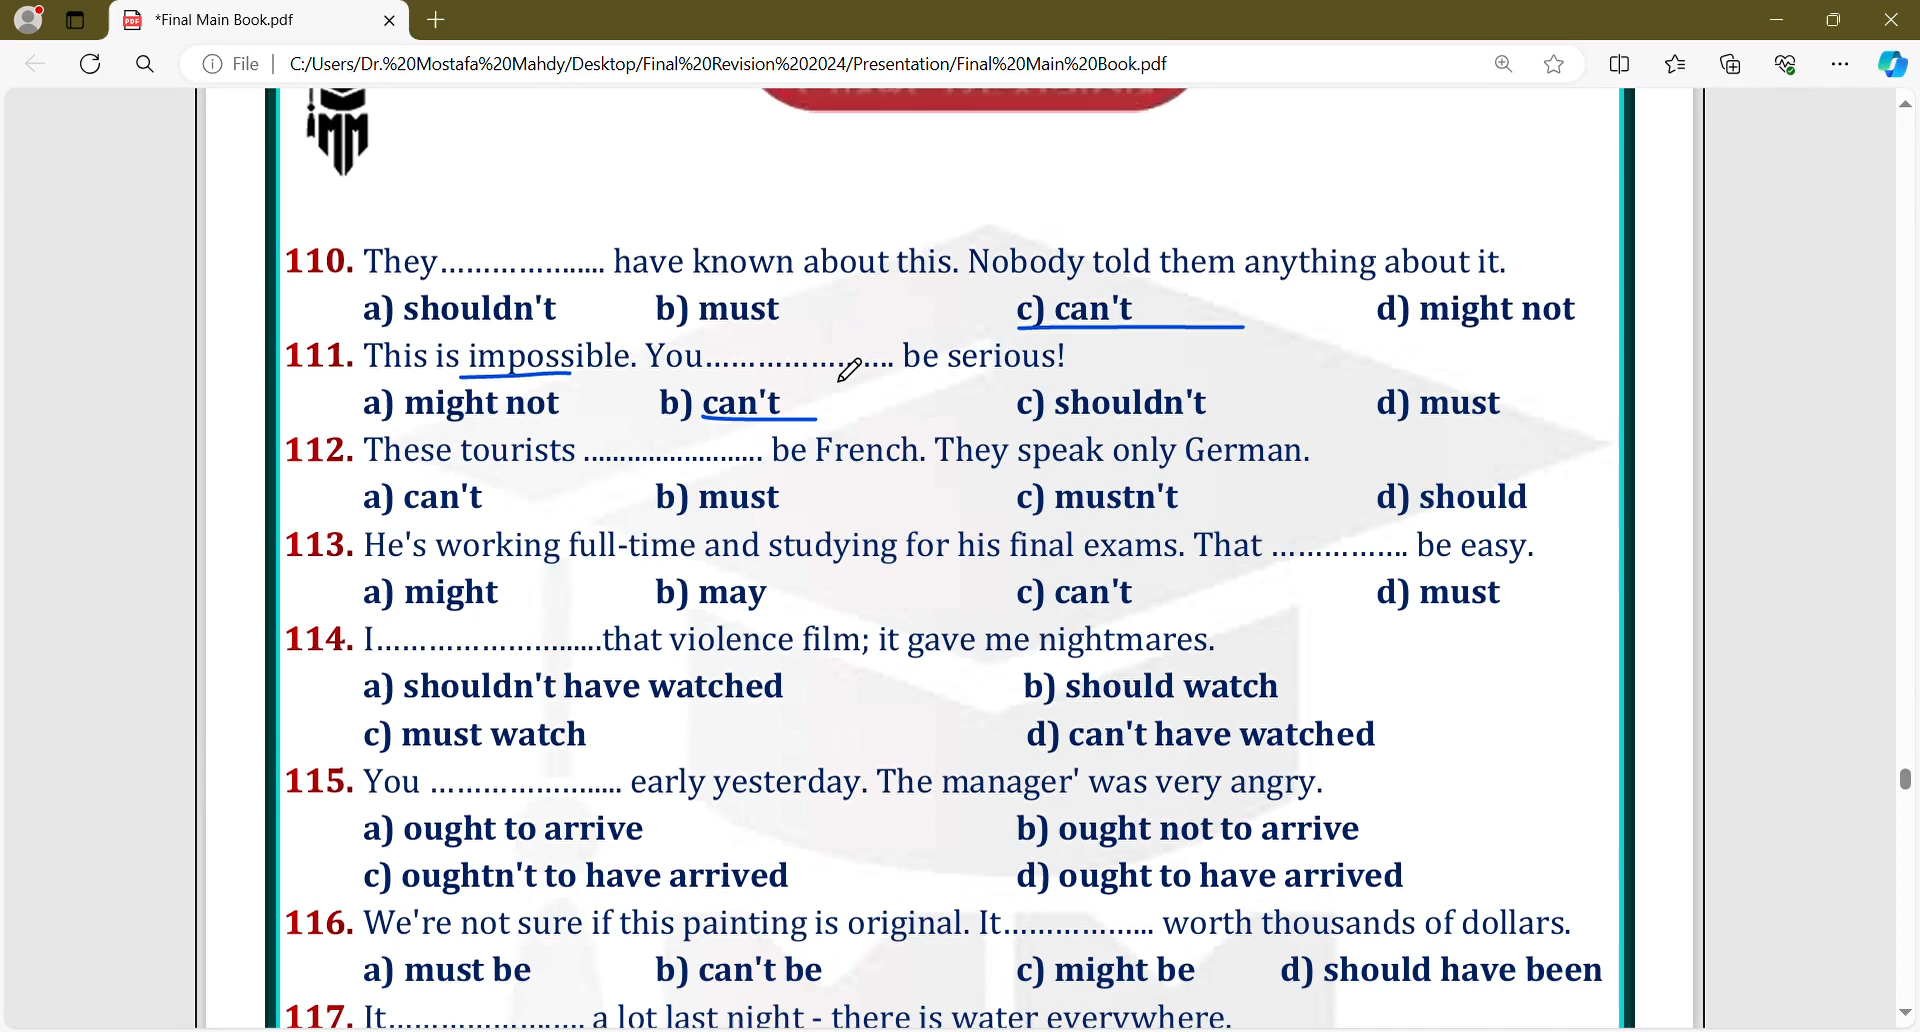 *Final Main Book.pdf
File C:/Users/Dr.%20Mostafa%20Mahdy/Desktop/Final%20Revision%202024/Presentation/Final%20Main%20Book.pdf
MM
110. They...................... have known about this. Nobody told them anything about it.
a) shouldn't b) must c) can't d) might not
111. This is impossible. You......................... be serious!
a) might not b) can't c) shouldn't d) must
112. These tourists ......................... be French. They speak only German.
a) can't b) must c) mustn't d) should
113. He's working full-time and studying for his final exams. That .................. be easy.
a) might b) may c) can't d) must
114. I..............................that violence film; it gave me nightmares.
a) shouldn't have watched b) should watch
c) must watch d) can't have watched
115. You .......................... early yesterday. The manager' was very angry.
a) ought to arrive b) ought not to arrive
c) oughtn't to have arrived d) ought to have arrived
116. We're not sure if this painting is original. It.................... worth thousands of dollars.
a) must be b) can't be c) might be d) should have been
117. It.......................... a lot last night - there is water everywhere.